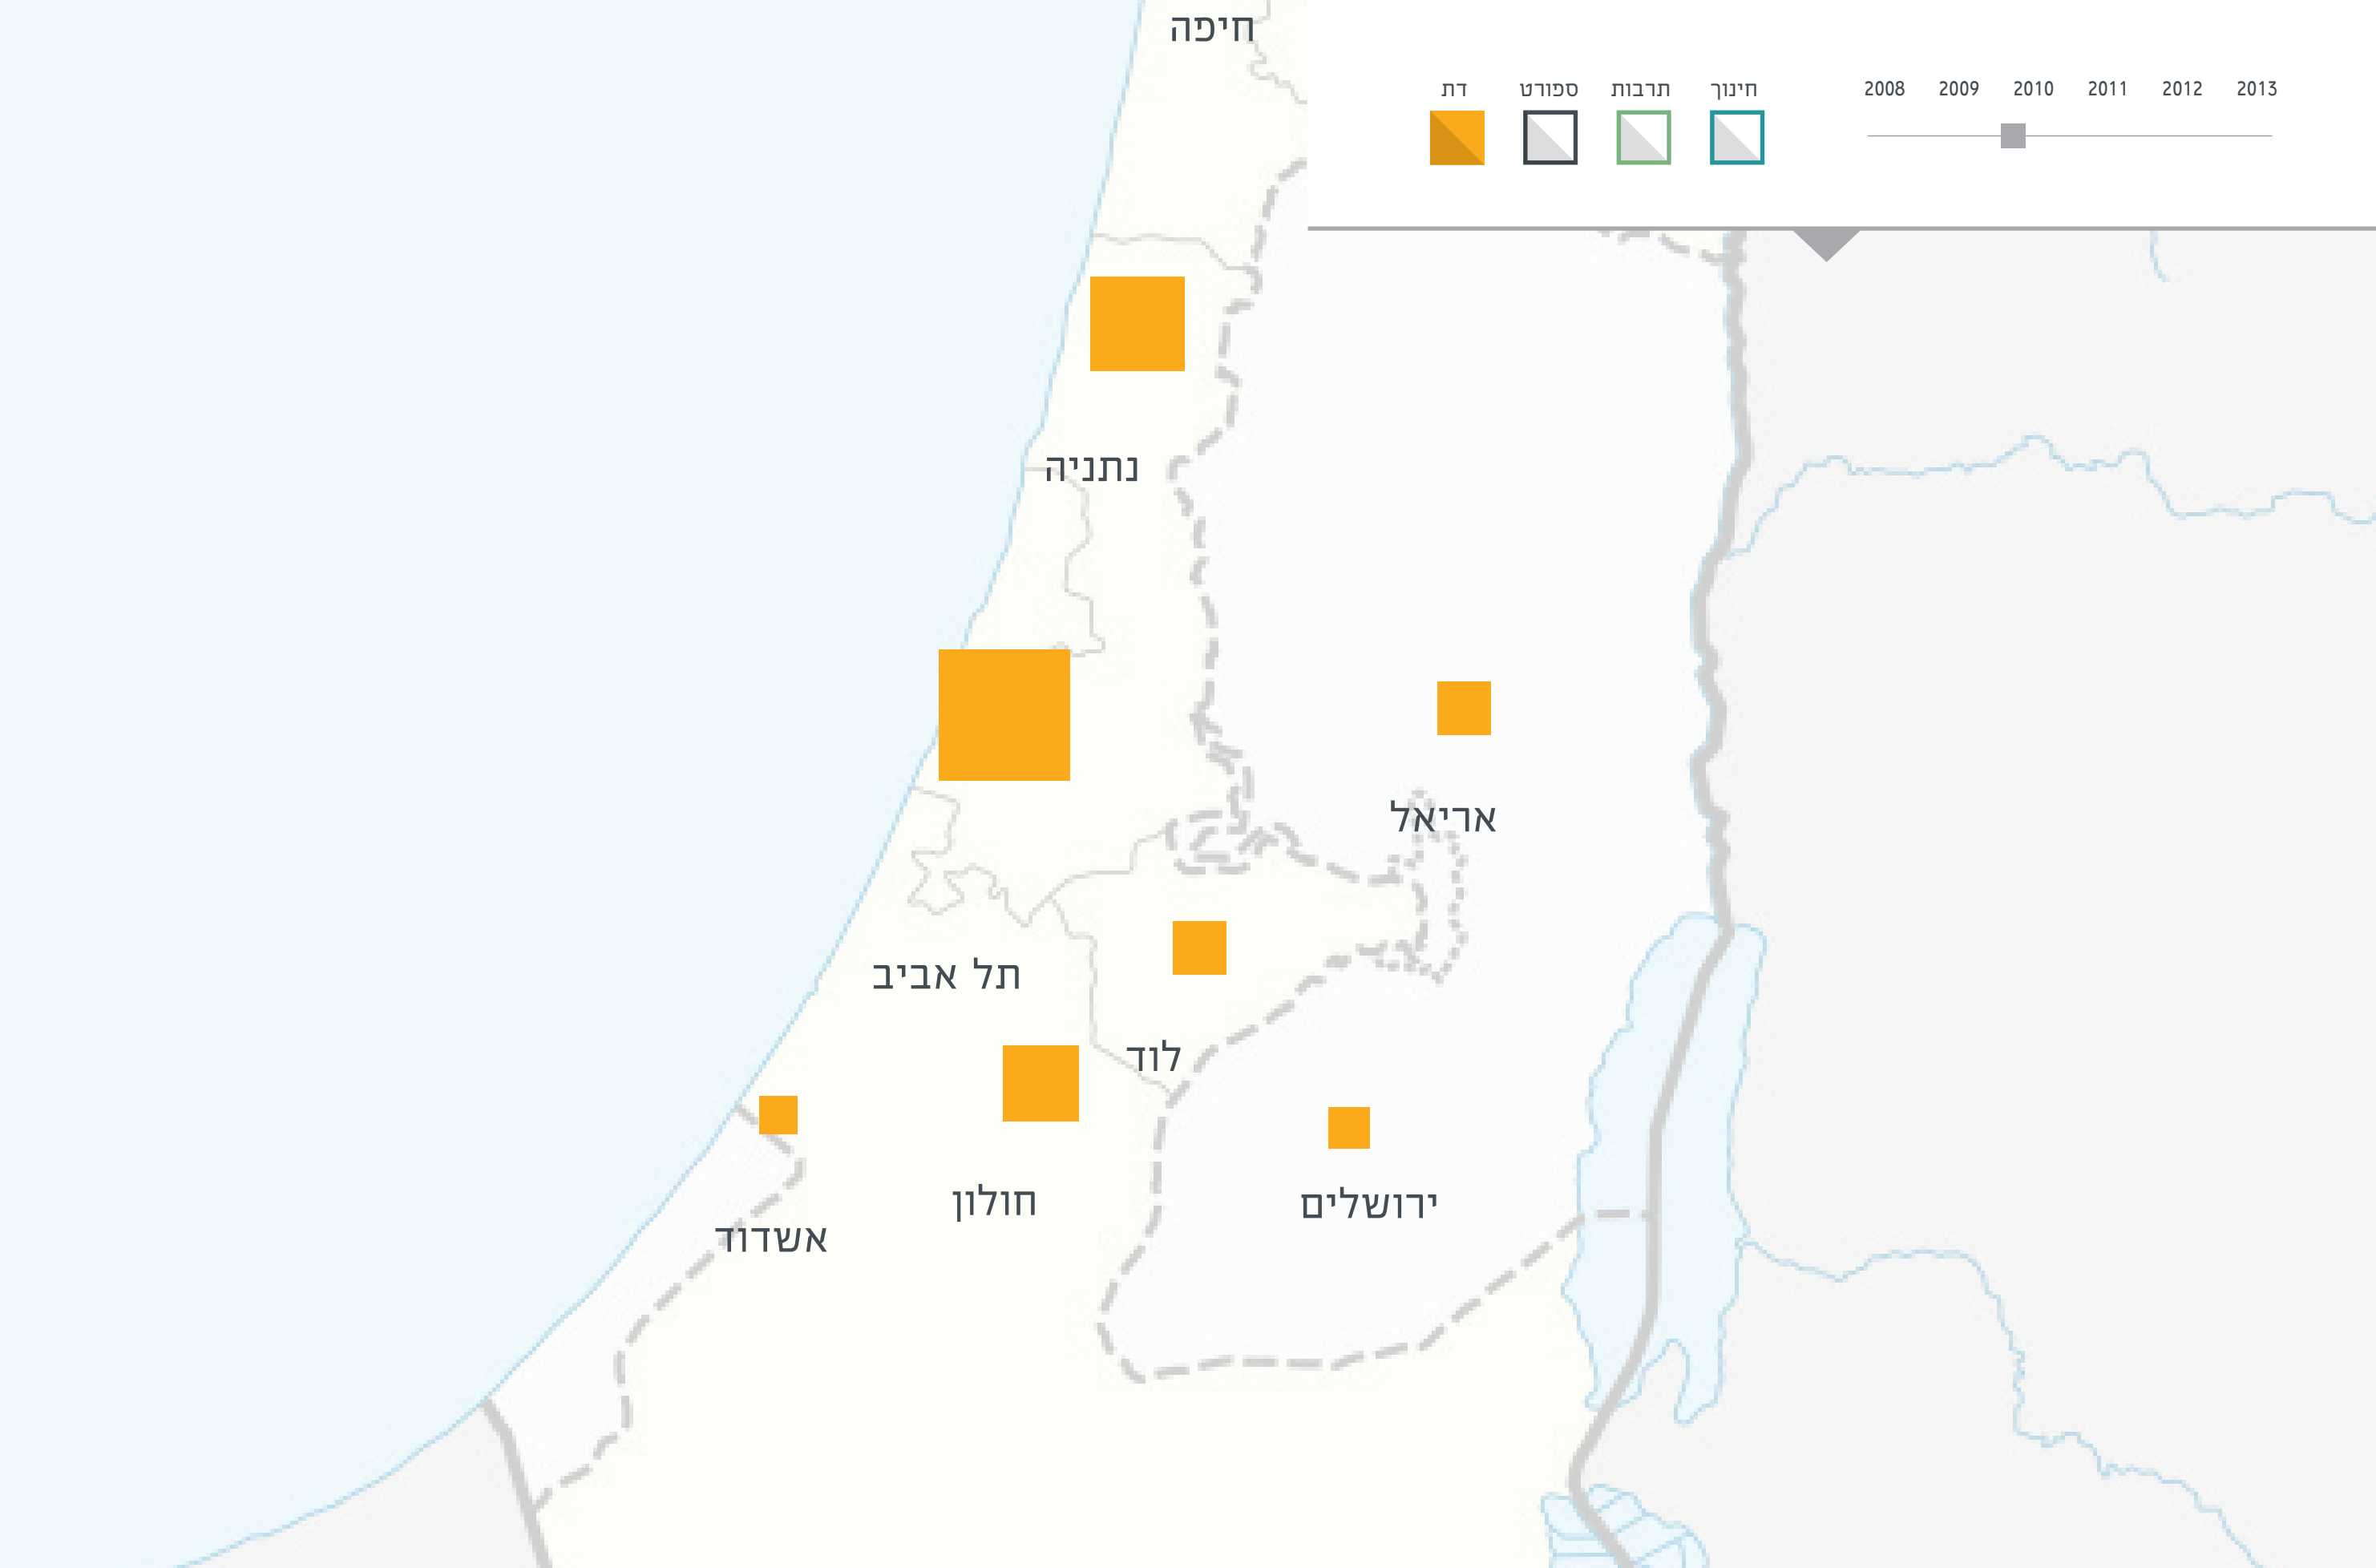 חיפה
דת ספורט תרבות חינוך
2008 2009 2010 2011 2012 2013
נתניה
אריאל
תל אביב
לוד
חולון
ירושלים
אשדוד